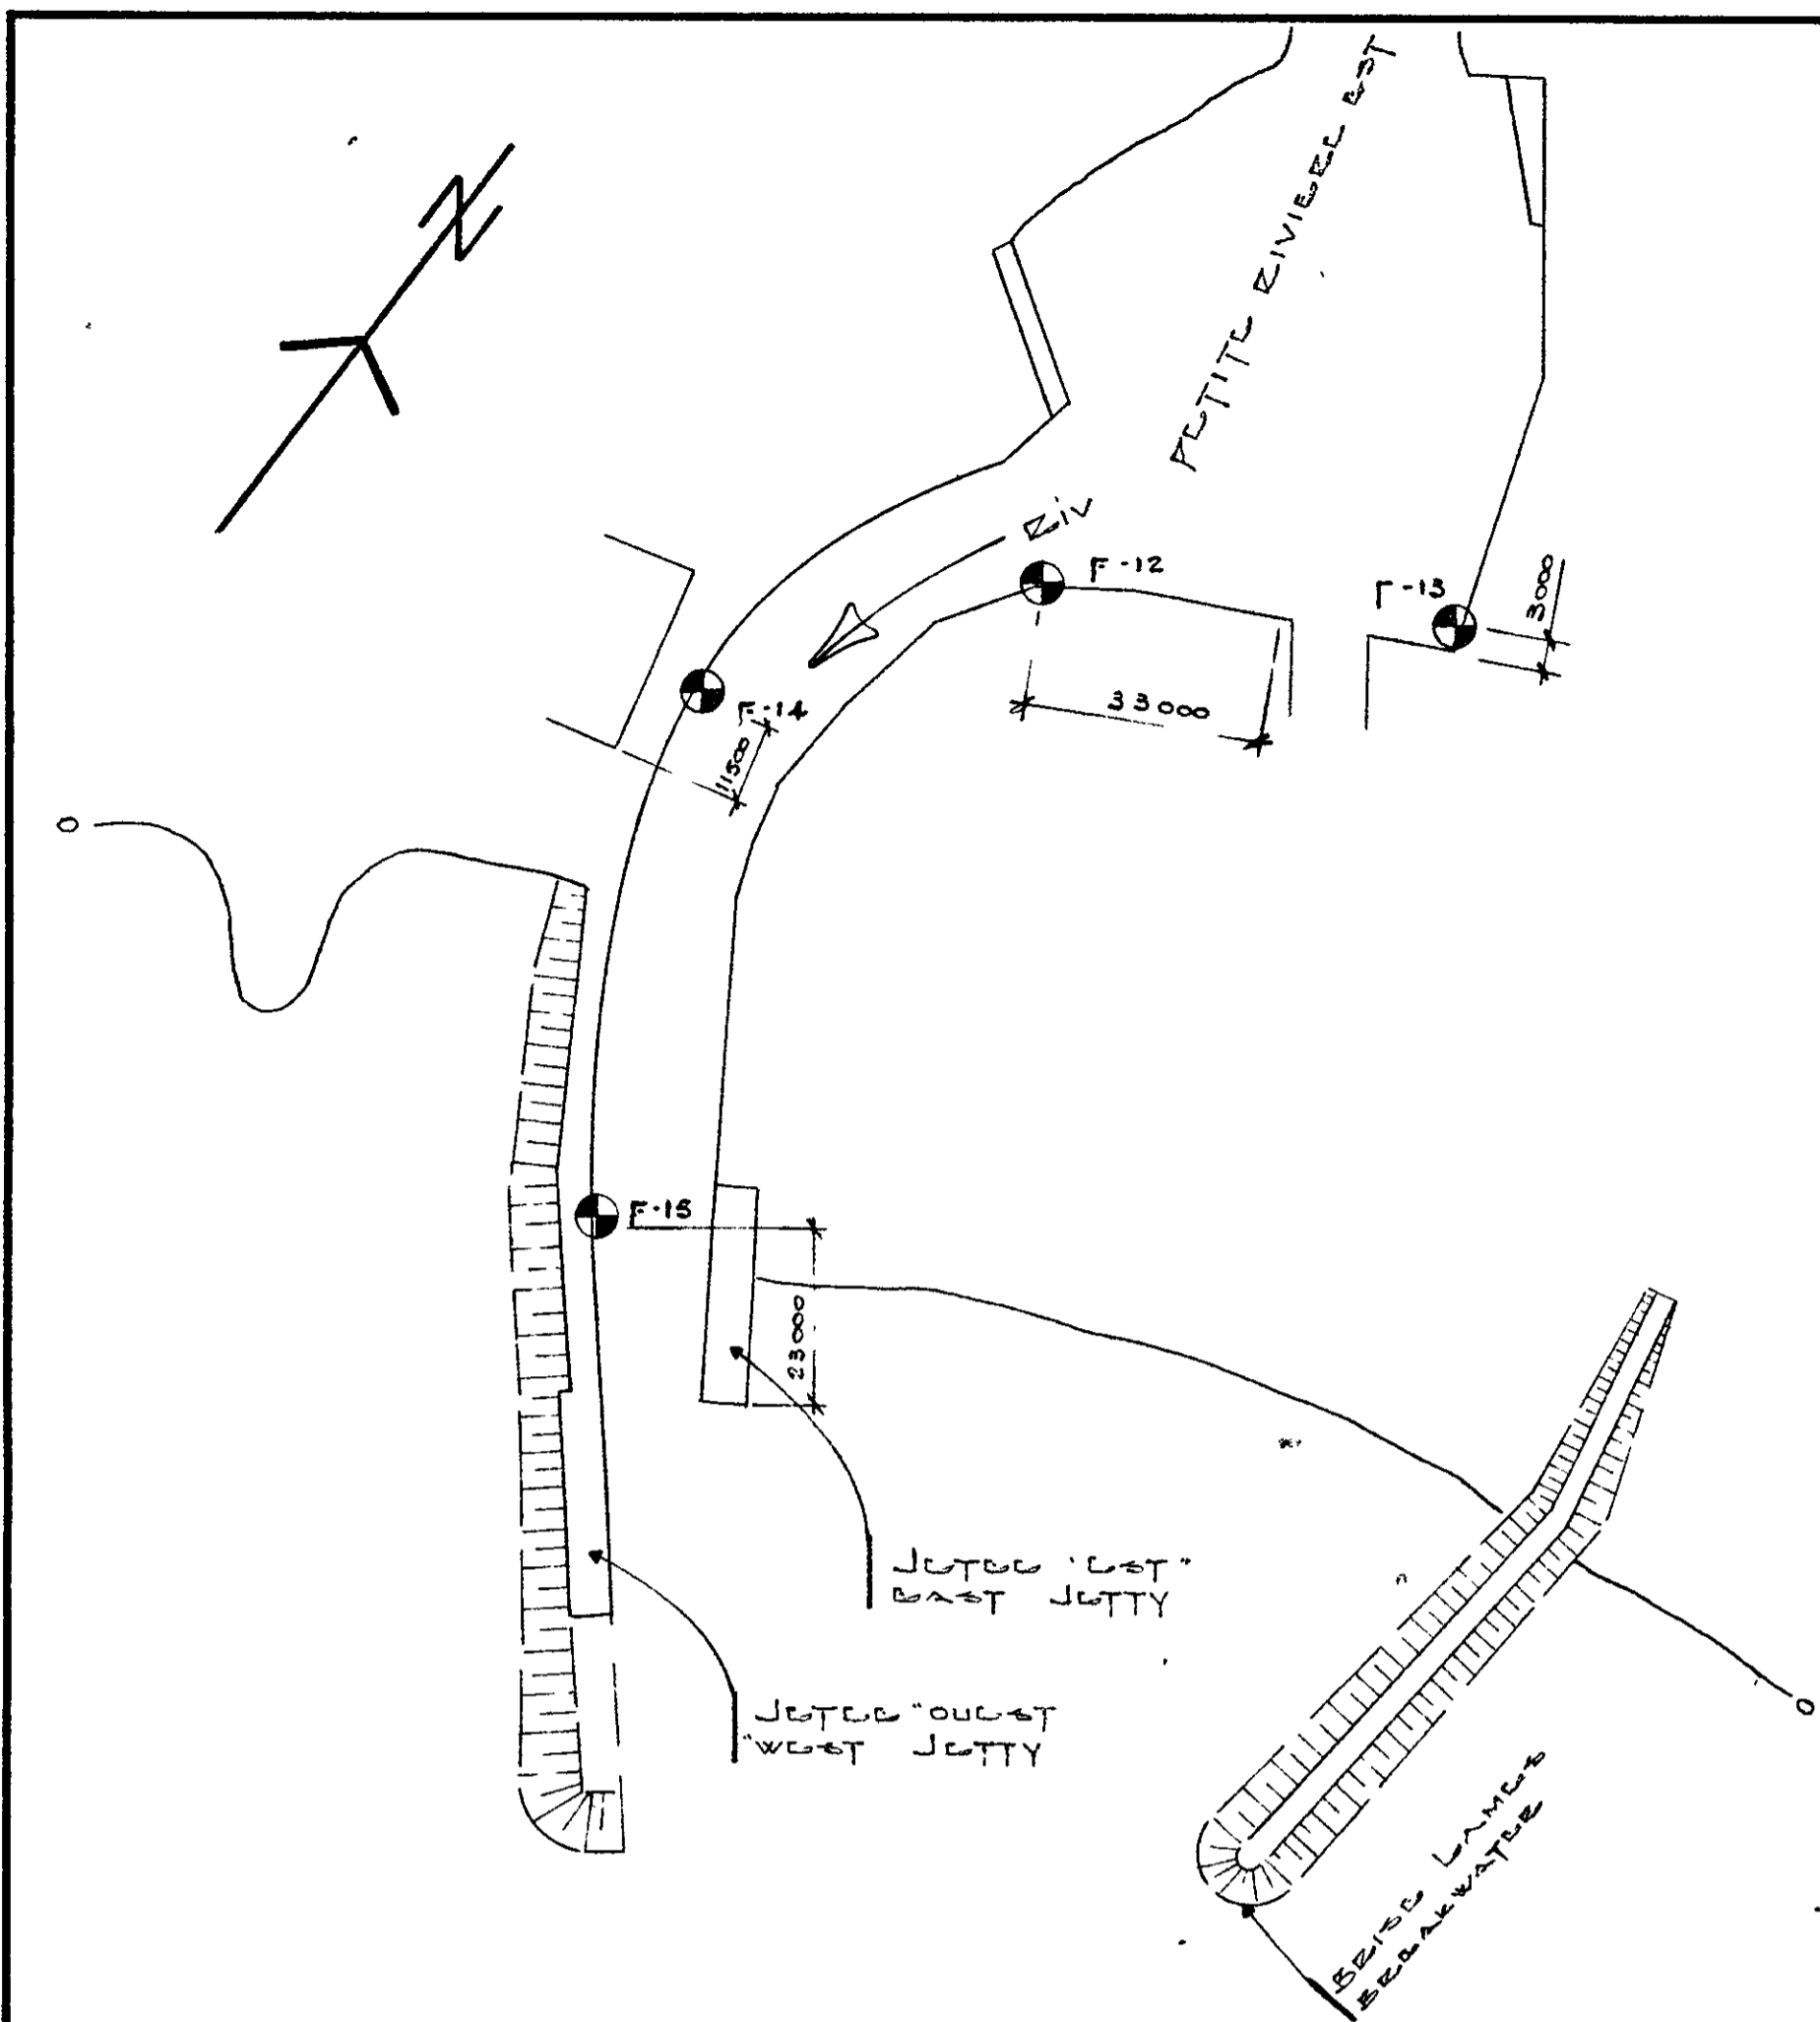 N
PETITE RIVIERE EST
Riv
F-12
F-13
3000
33000
F-14
11500
0
F-15
23000
JETEE "EST"
EAST JETTY
JETEE "OUEST
"WEST JETTY
0
BRISE LAMES
BREAKWATER